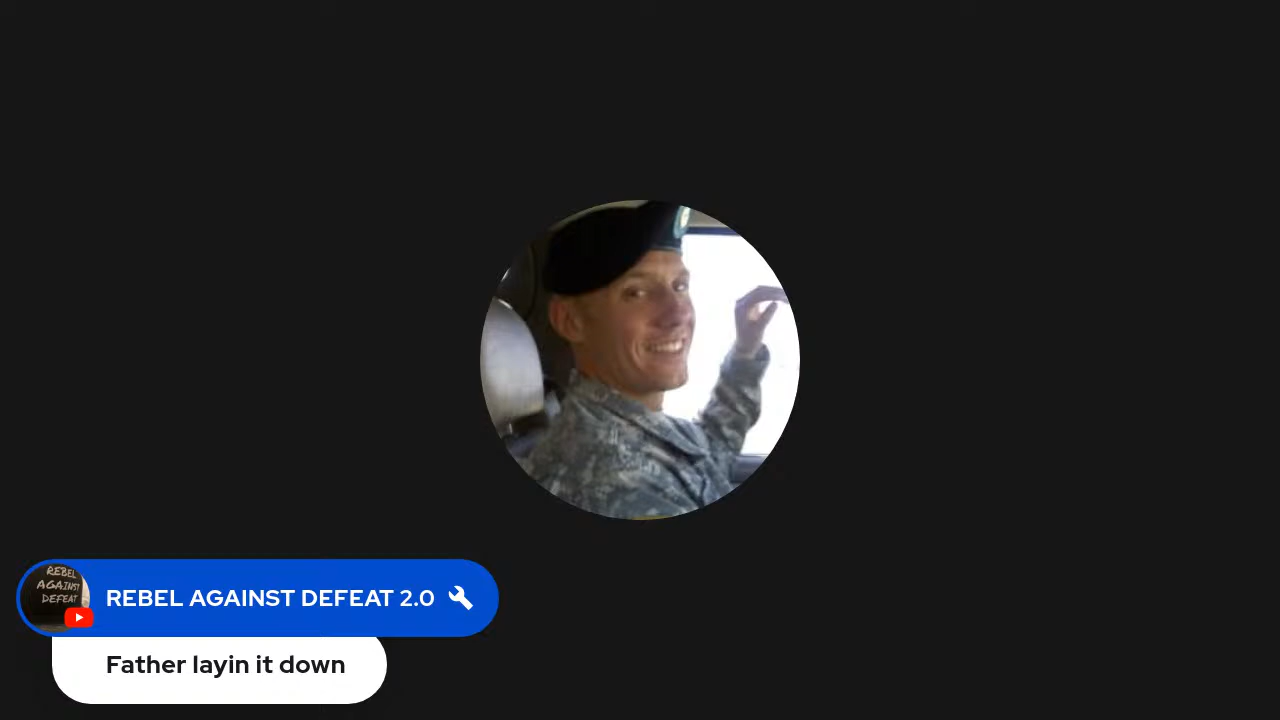 REBEL
AGAINST
DEFEAT
REBEL AGAINST DEFEAT 2.0
Father layin it down